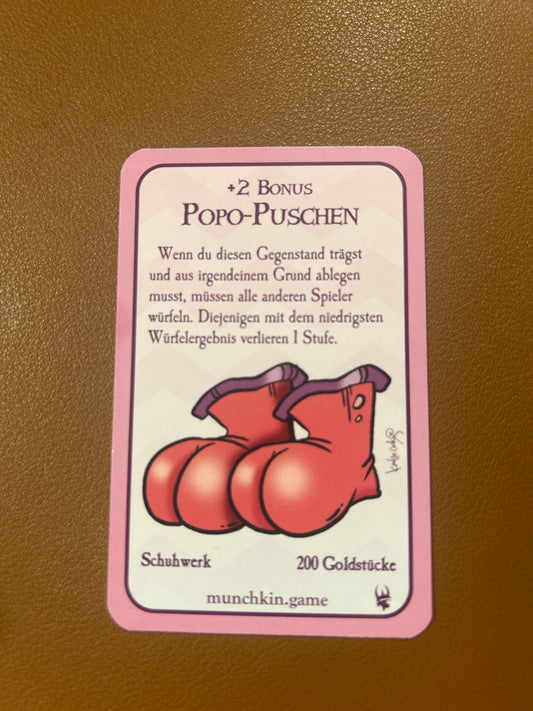 +2 Bonus
Popo-Puschen
Wenn du diesen Gegenstand trägst
und aus irgendeinem Grund ablegen
musst, müssen alle anderen Spieler
würfeln. Diejenigen mit dem niedrigsten
Würfelergebnis verlieren 1 Stufe.
Schuhwerk
200 Goldstücke
munchkin.game